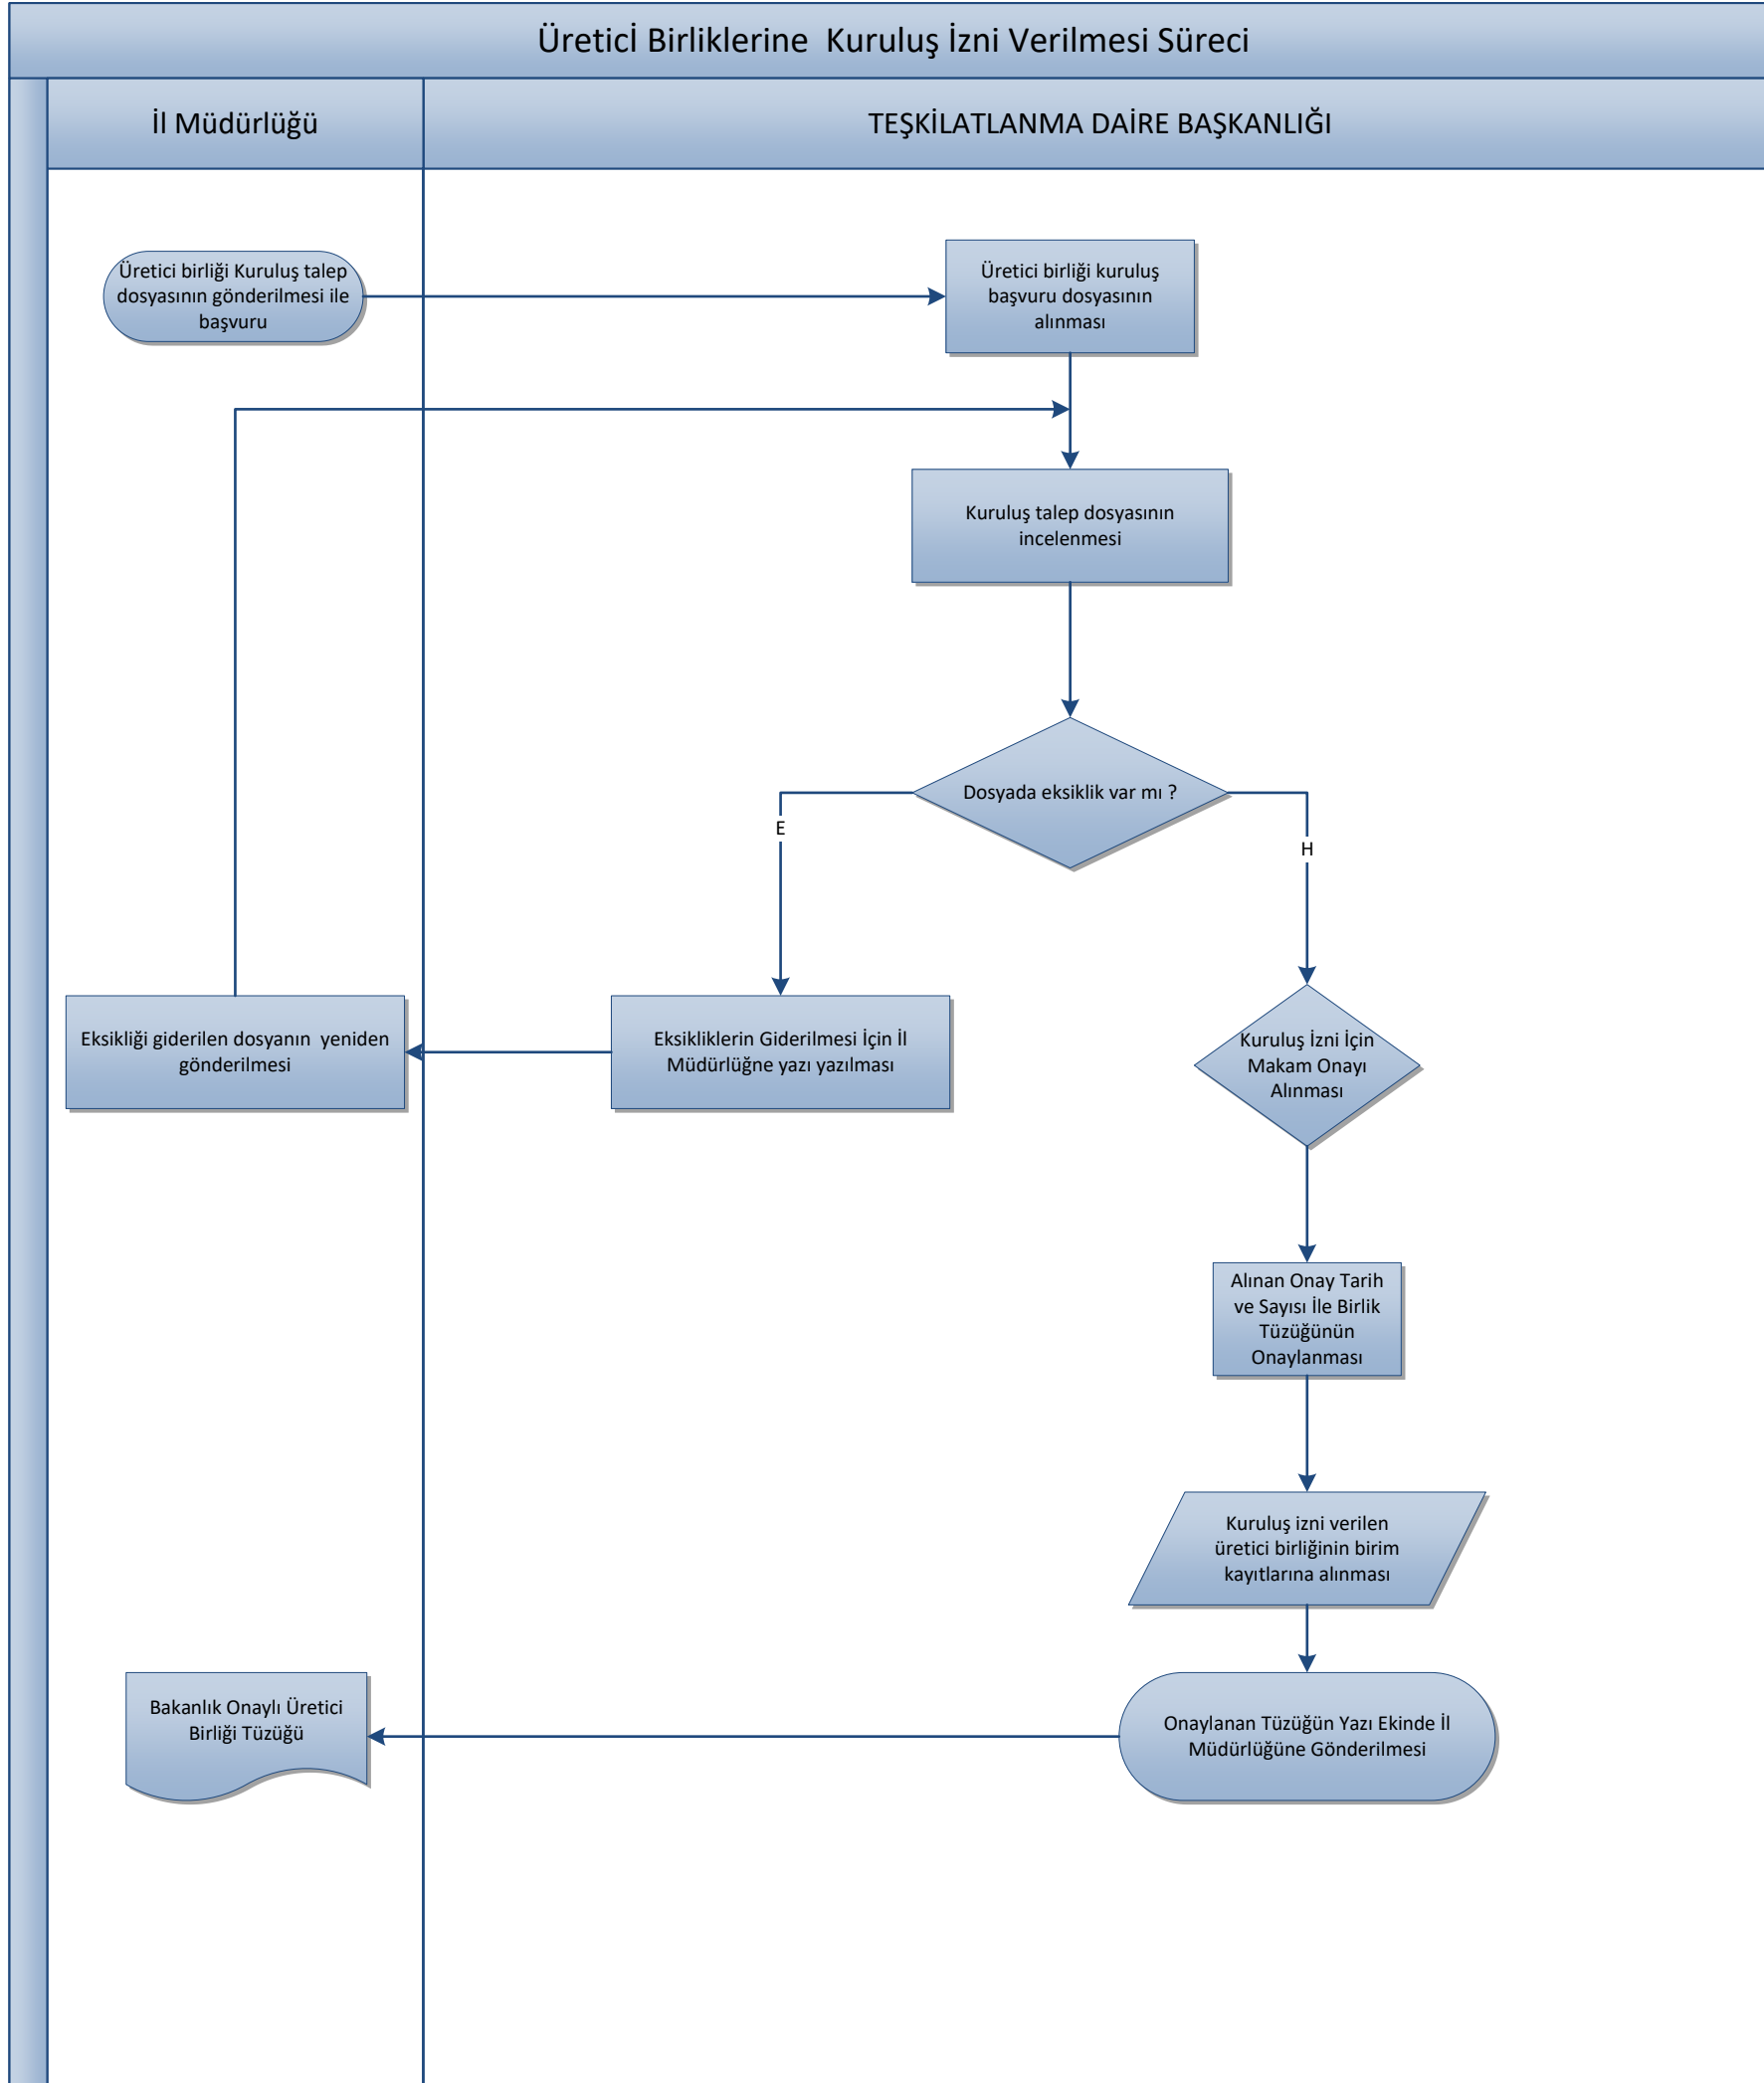 Üreticİ Birliklerine  Kuruluş İzni Verilmesi Süreci
İl Müdürlüğü
TEŞKİLATLANMA DAİRE BAŞKANLIĞI
Üretici birliği Kuruluş talep
dosyasının gönderilmesi ile
başvuru
Üretici birliği kuruluş
başvuru dosyasının
alınması
Kuruluş talep dosyasının
incelenmesi
Dosyada eksiklik var mı ?
E
H
Eksikliği giderilen dosyanın  yeniden
gönderilmesi
Eksikliklerin Giderilmesi İçin İl
Müdürlüğne yazı yazılması
Kuruluş İzni İçin
Makam Onayı
Alınması
Alınan Onay Tarih
ve Sayısı İle Birlik
Tüzüğünün
Onaylanması
Kuruluş izni verilen
üretici birliğinin birim
kayıtlarına alınması
Bakanlık Onaylı Üretici
Birliği Tüzüğü
Onaylanan Tüzüğün Yazı Ekinde İl
Müdürlüğüne Gönderilmesi